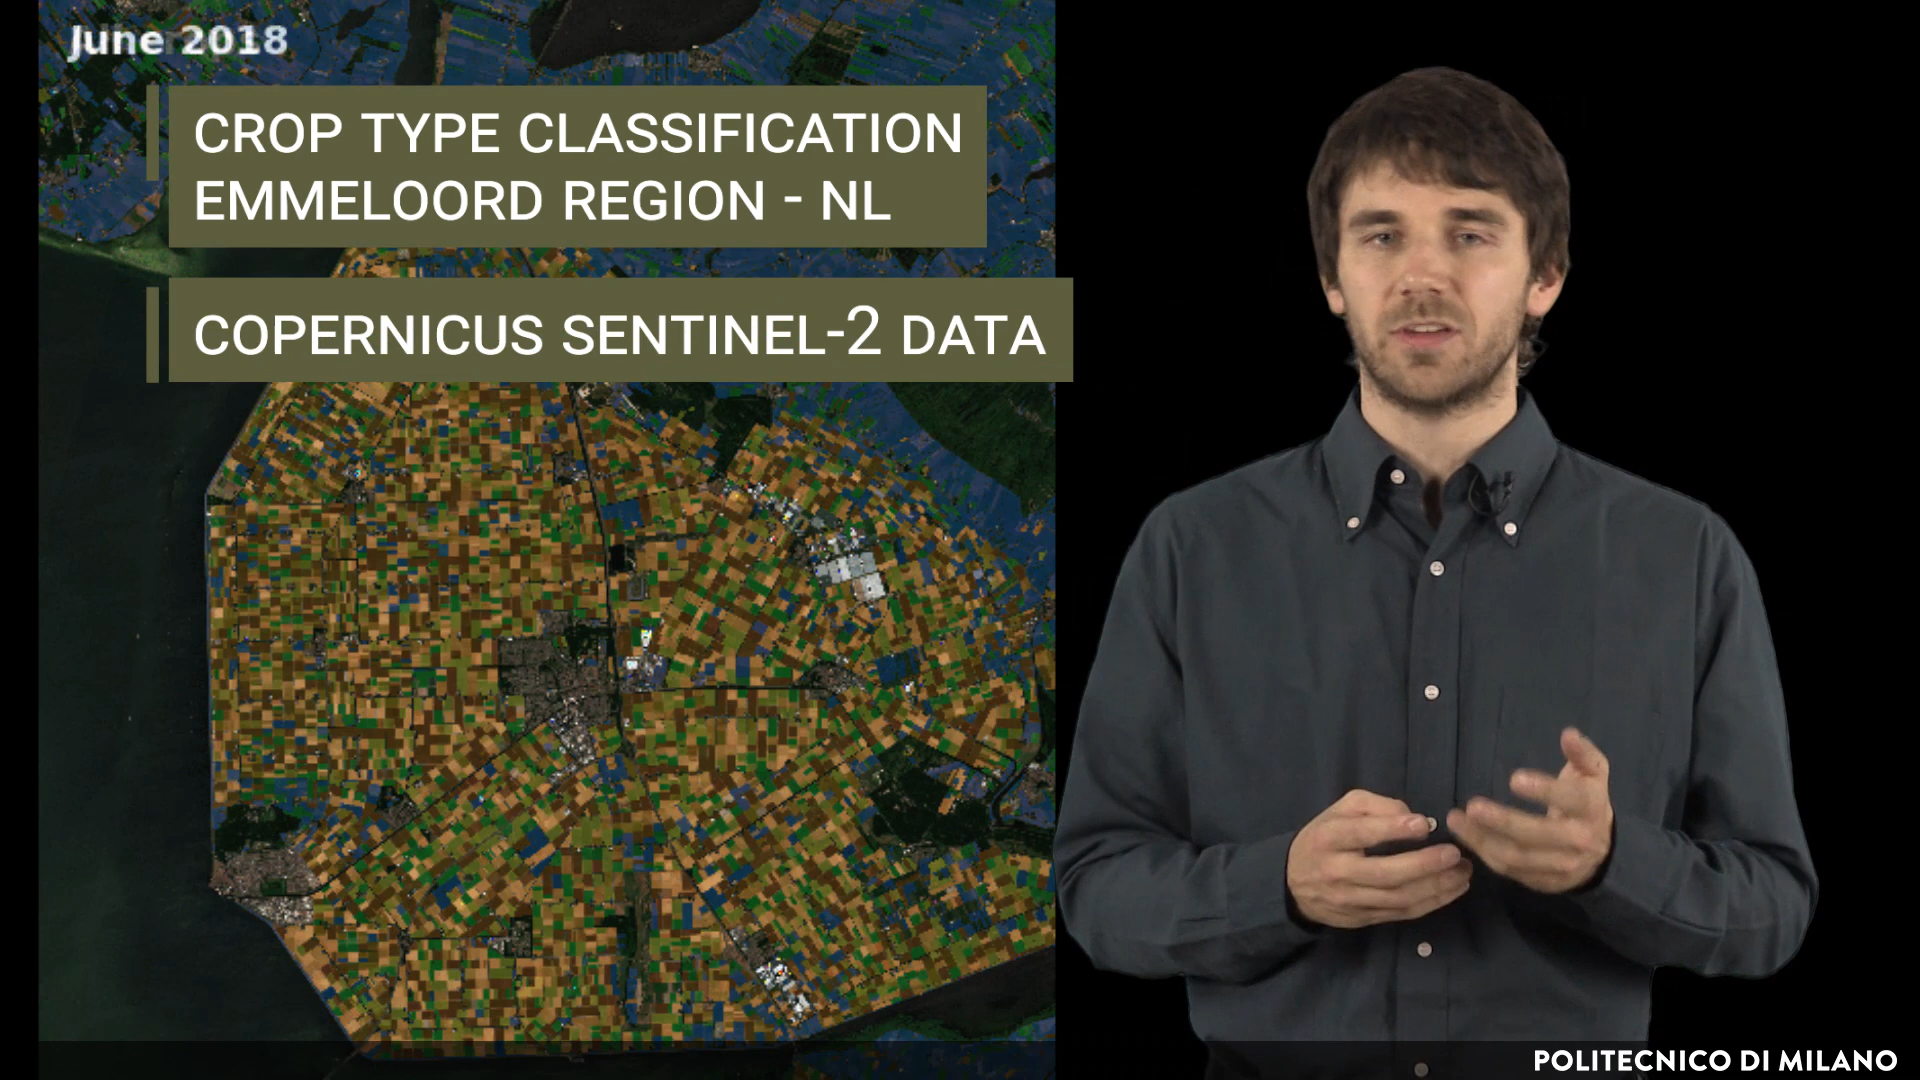 June 2018
CROP TYPE CLASSIFICATION
EMMELOORD REGION - NL
COPERNICUS SENTINEL-2 DATA
POLITECNICO DI MILANO